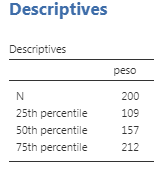 Descriptives
Descriptives
peso
N 200
25th percentile 109
50th percentile 157
75th percentile 212